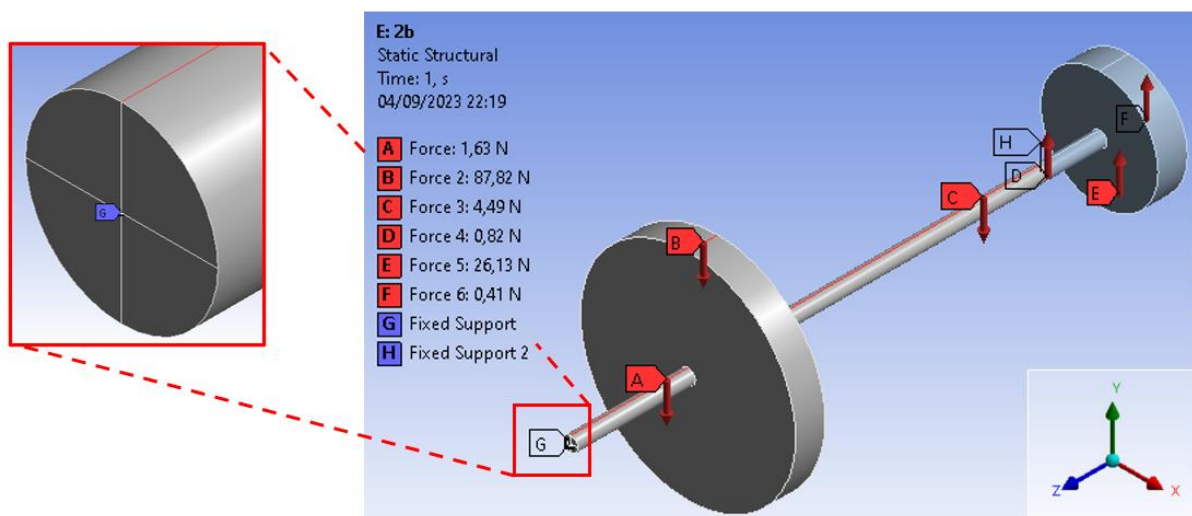 E: 2b
Static Structural
Time: 1, s
04/09/2023 22:19
A Force: 1,63 N
B Force 2: 87,82 N
C Force 3: 4,49 N
D Force 4: 0,82 N
E Force 5: 26,13 N
F Force 6: 0,41 N
G Fixed Support
H Fixed Support 2
G
G
A
B
C
H
D
E
F
Y
Z
X